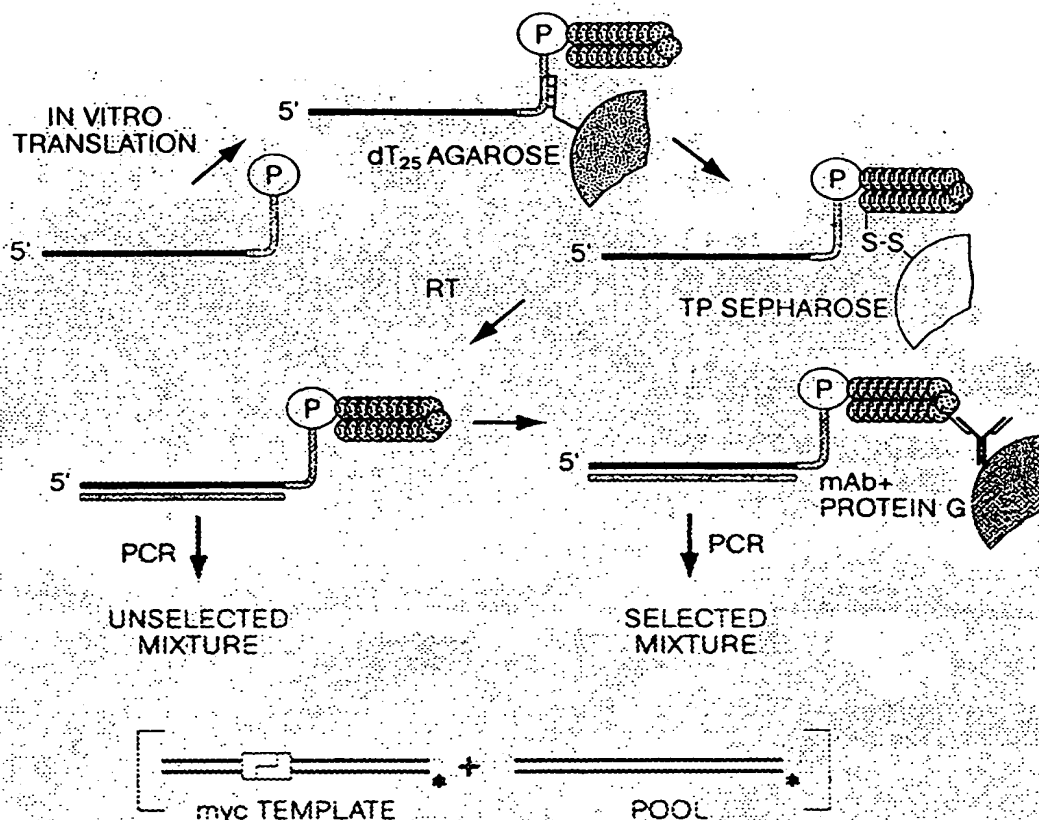 P
IN VITRO
TRANSLATION
5'
dT₂₅ AGAROSE
P
5'
P
S-S
5'
TP SEPHAROSE
RT
P
5'
P
5'
mAb+
PROTEIN G
PCR
UNSELECTED
MIXTURE
PCR
SELECTED
MIXTURE
* + *
myc TEMPLATE
POOL